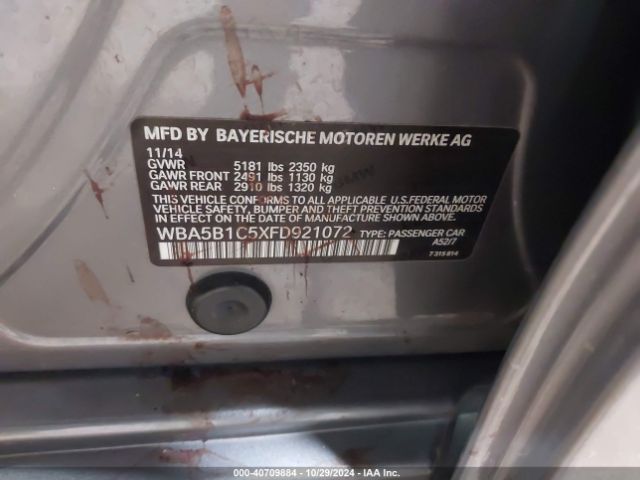 MFD BY BAYERISCHE MOTOREN WERKE AG
11/14
GVWR 5181 lbs 2350 kg
GAWR FRONT 2491 lbs 1130 kg
GAWR REAR 2910 lbs 1320 kg
THIS VEHICLE CONFORMS TO ALL APPLICABLE U.S.FEDERAL MOTOR
VEHICLE SAFETY, BUMPER AND THEFT PREVENTION STANDARDS
IN EFFECT ON THE DATE OF MANUFACTURE SHOWN ABOVE.
WBA5B1C5XFD921072 TYPE: PASSENGER CAR
A52/7
7 315 814
000-40709884 | 10/29/2024 | IAA Inc.